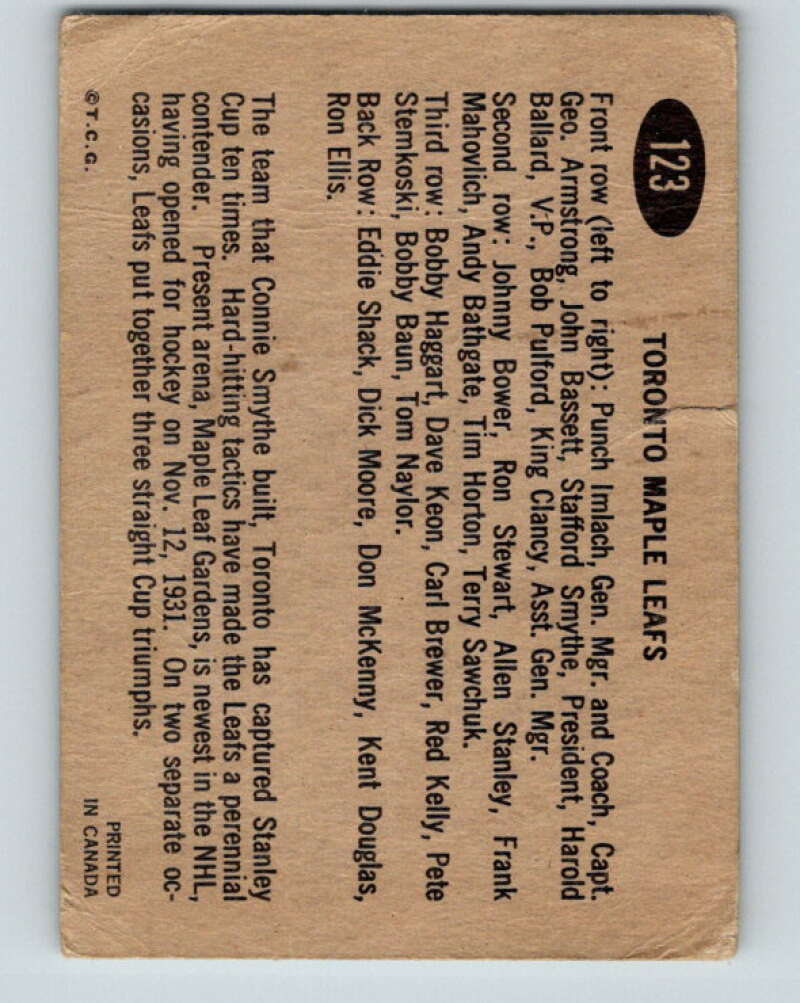 123
TORONTO MAPLE LEAFS
Front row (left to right): Punch Imlach, Gen. Mgr. and Coach, Capt.
Geo. Armstrong, John Bassett, Stafford Smythe, President, Harold
Ballard, V.P., Bob Pulford, King Clancy, Asst. Gen. Mgr.
Second row: Johnny Bower, Ron Stewart, Allen Stanley, Frank
Mahovlich, Andy Bathgate, Tim Horton, Terry Sawchuk.
Third row: Bobby Haggart, Dave Keon, Carl Brewer, Red Kelly, Pete
Stemkoski, Bobby Baun, Tom Naylor.
Back Row: Eddie Shack, Dick Moore, Don McKenny, Kent Douglas,
Ron Ellis.
The team that Connie Smythe built, Toronto has captured Stanley
Cup ten times. Hard-hitting tactics have made the Leafs a perennial
contender. Present arena, Maple Leaf Gardens, is newest in the NHL,
having opened for hockey on Nov. 12, 1931. On two separate oc-
casions, Leafs put together three straight Cup triumphs.
©T.C.G.
PRINTED
IN CANADA